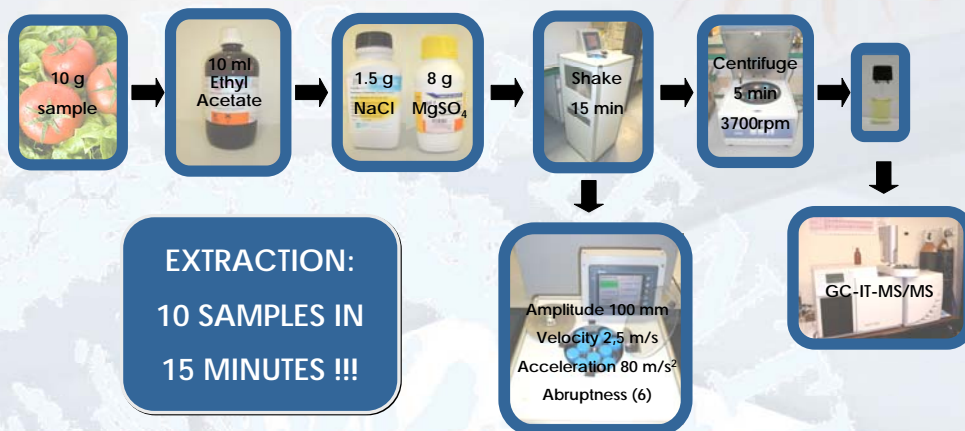 10 g
sample
10 ml
Ethyl
Acetate
1.5 g
NaCl
8 g
MgSO₄
Shake
15 min
Centrifuge
5 min
3700rpm
Amplitude 100 mm
Velocity 2,5 m/s
Acceleration 80 m/s²
Abruptness (6)
GC-IT-MS/MS
EXTRACTION:
10 SAMPLES IN
15 MINUTES !!!